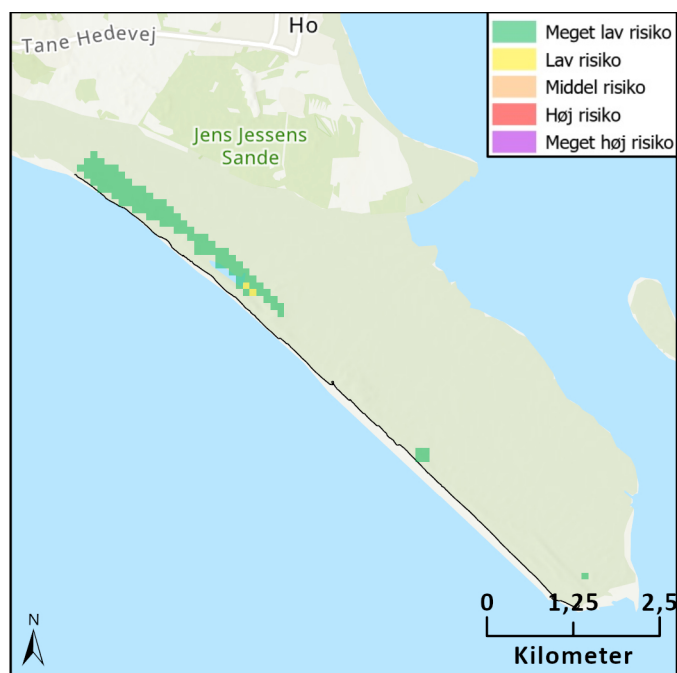 Ho
Tane Hedevej
Jens Jessens
Sande
Meget lav risiko
Lav risiko
Middel risiko
Høj risiko
Meget høj risiko
N
0 1,25 2,5
Kilometer